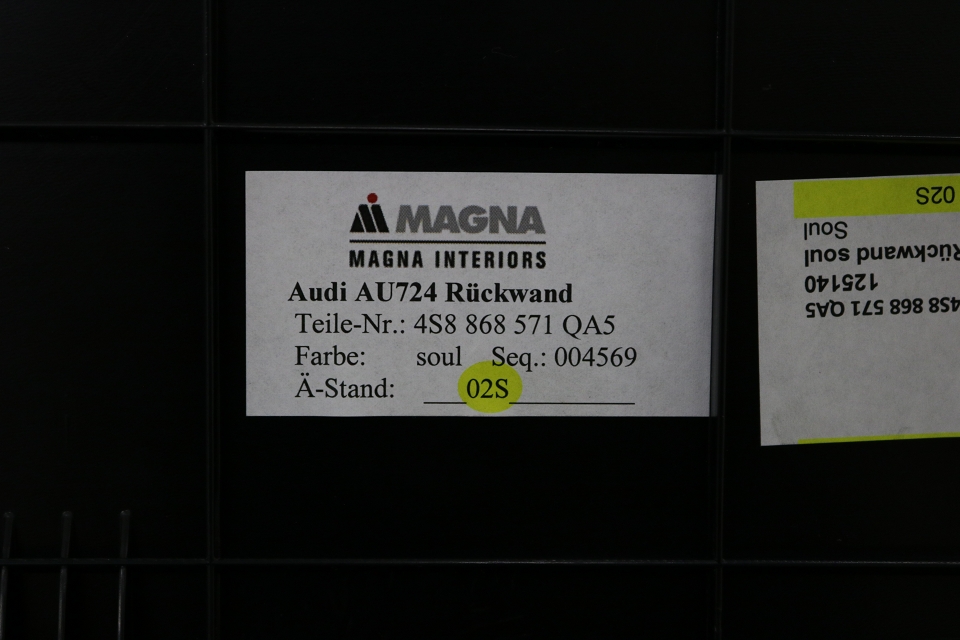 MAGNA
MAGNA INTERIORS
Audi AU724 Rückwand
Teile-Nr.: 4S8 868 571 QA5
Farbe: soul Seq.: 004569
Ä-Stand: 02S
4S8 868 571 QA5
125140
Rückwand soul
Soul
02S